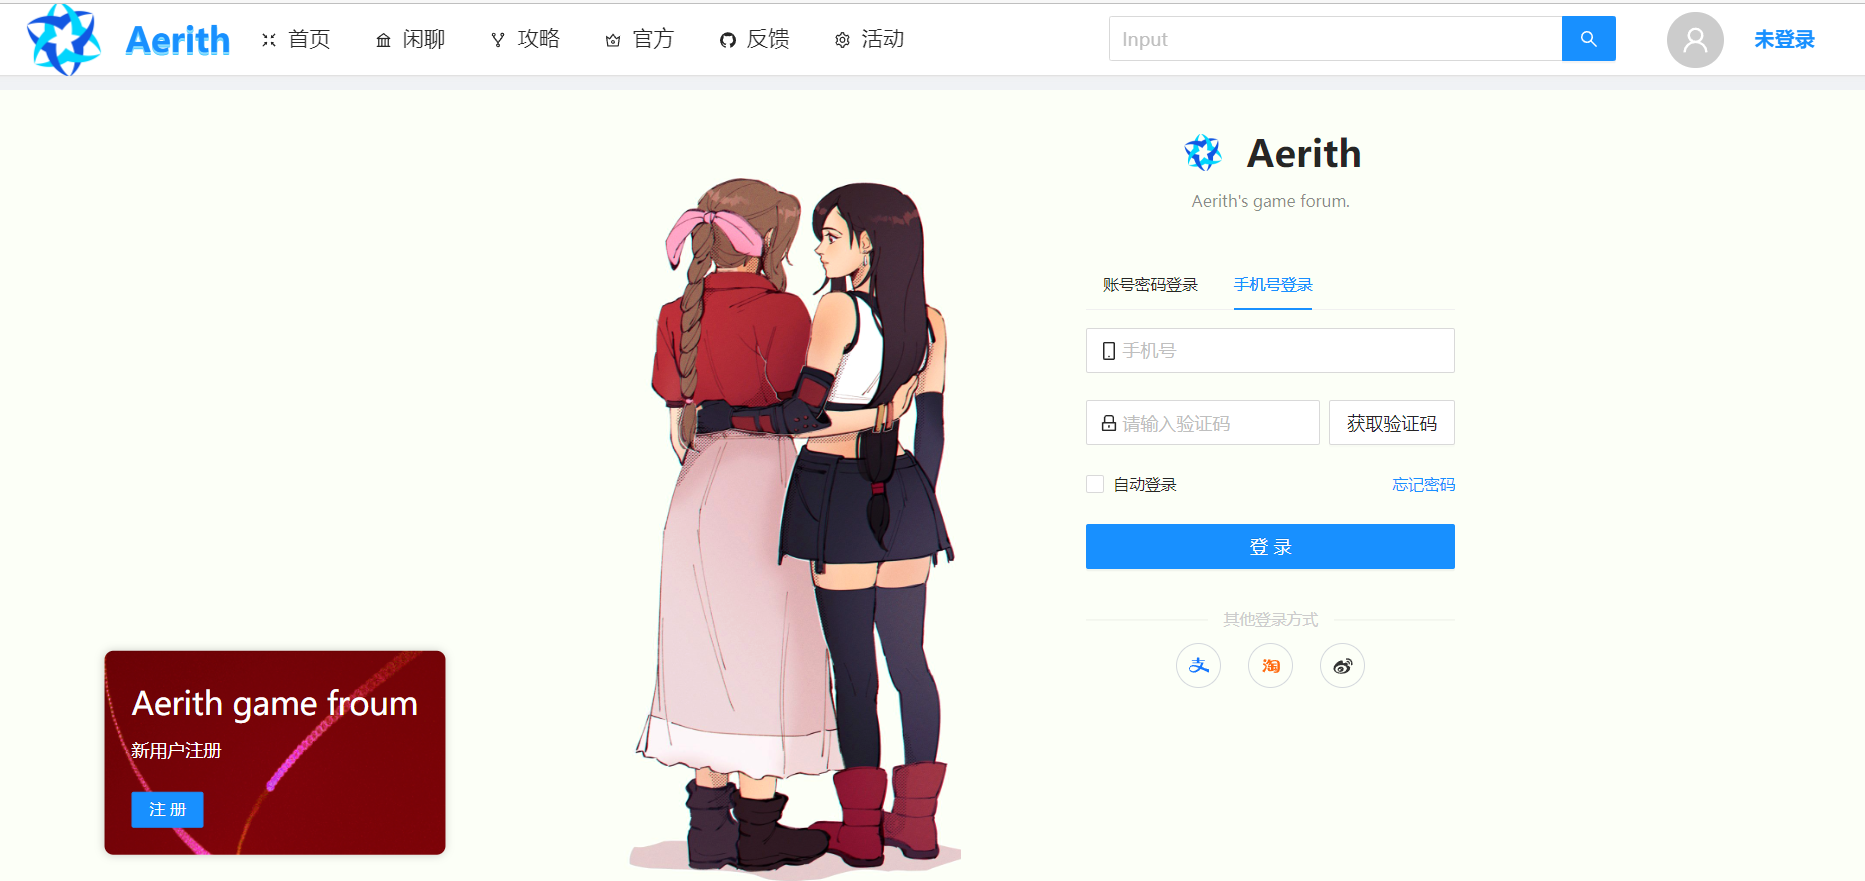 Aerith
首页
闲聊
攻略
官方
反馈
活动
Input
未登录
Aerith
Aerith's game forum.
账号密码登录
手机号登录
手机号
请输入验证码
获取验证码
自动登录
忘记密码
登 录
其他登录方式
支
淘
Aerith game froum
新用户注册
注 册